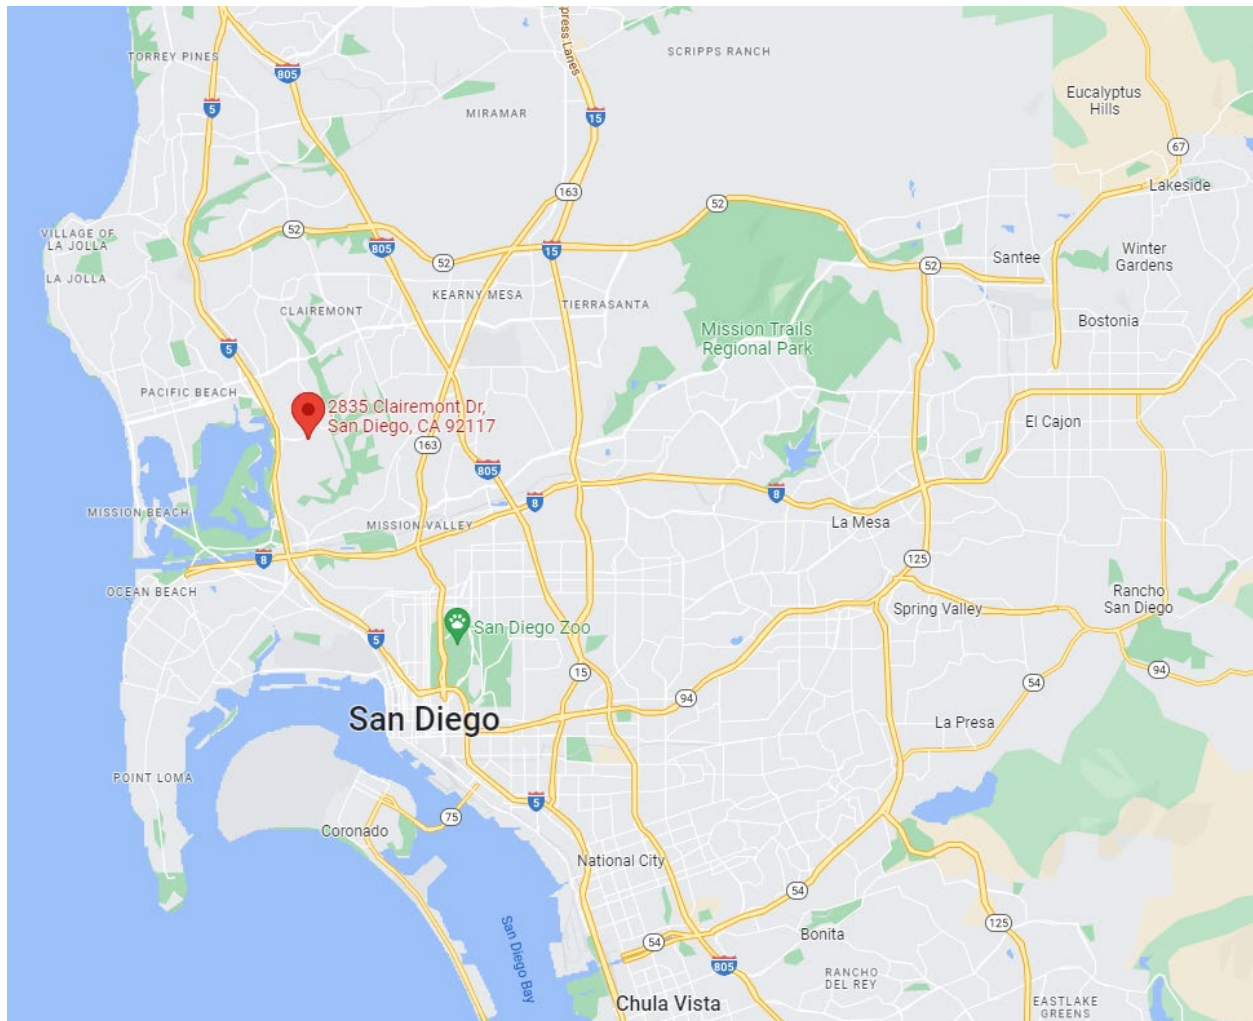 press Lanes
SCRIPPS RANCH
TORREY PINES
805
Eucalyptus
Hills
5
MIRAMAR
15
67
163
Lakeside
52
52
VILLAGE OF
LA JOLLA
805
15
Winter
Gardens
52
52
Santee
LA JOLLA
KEARNY MESA
TIERRASANTA
CLAIREMONT
Bostonia
Mission Trails
Regional Park
5
PACIFIC BEACH
2835 Clairemont Dr,
San Diego, CA 92117
El Cajon
163
805
8
8
MISSION BEACH
MISSION VALLEY
La Mesa
8
125
OCEAN BEACH
Rancho
San Diego
Spring Valley
San Diego Zoo
5
15
94
54
94
San Diego
La Presa
POINT LOMA
5
75
Coronado
National City
54
125
Bonita
54
San Diego Bay
805
RANCHO
DEL REY
Chula Vista
EASTLAKE
GREENS